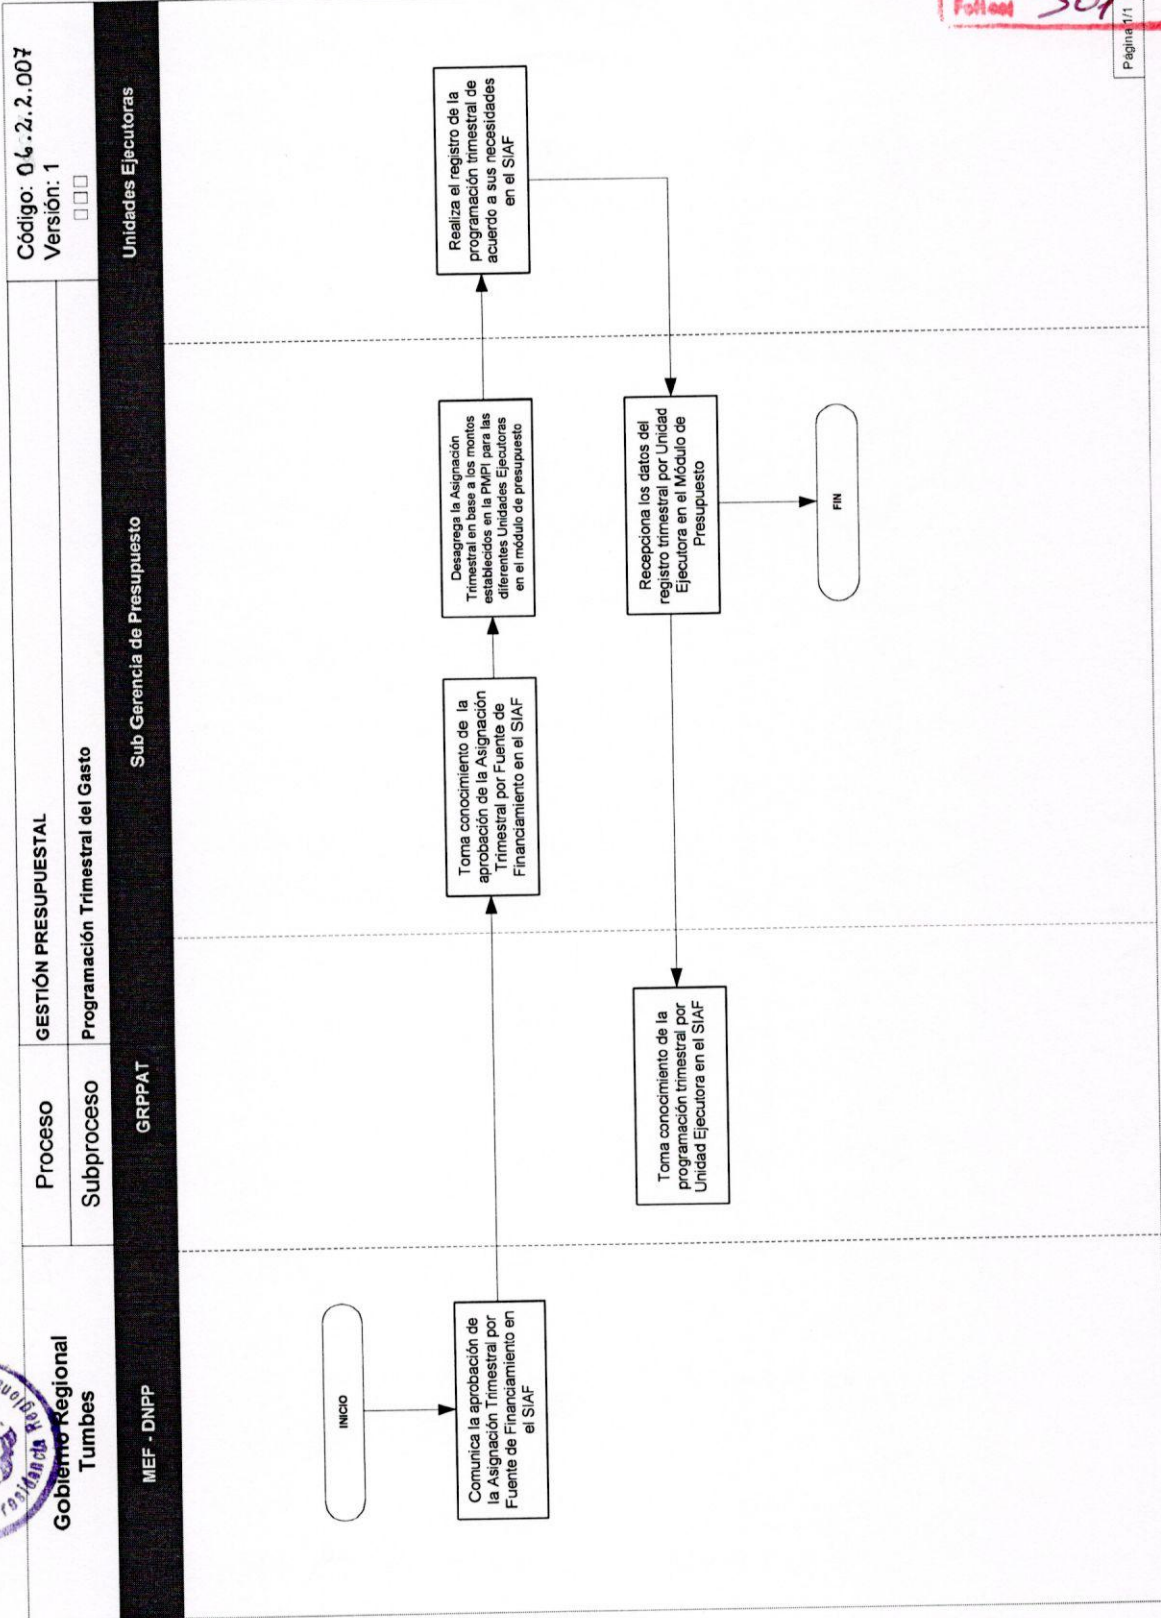 Gobierno Regional
Tumbes
Proceso
GESTIÓN PRESUPUESTAL
Código: 06.2.2.007
Versión: 1
Subproceso
Programación Trimestral del Gasto
MEF - DNPP
GRPPAT
Sub Gerencia de Presupuesto
Unidades Ejecutoras
INICIO
Comunica la aprobación de
la Asignación Trimestral por
Fuente de Financiamiento en
el SIAF
Toma conocimiento de la
aprobación de la Asignación
Trimestral por Fuente de
Financiamiento en el SIAF
Desagrega la Asignación
Trimestral en base a los montos
establecidos en la PMPI para las
diferentes Unidades Ejecutoras
en el módulo de presupuesto
Realiza el registro de la
programación trimestral de
acuerdo a sus necesidades
en el SIAF
Toma conocimiento de la
programación trimestral por
Unidad Ejecutora en el SIAF
Recepciona los datos del
registro trimestral por Unidad
Ejecutora en el Módulo de
Presupuesto
FIN
Página 1/1